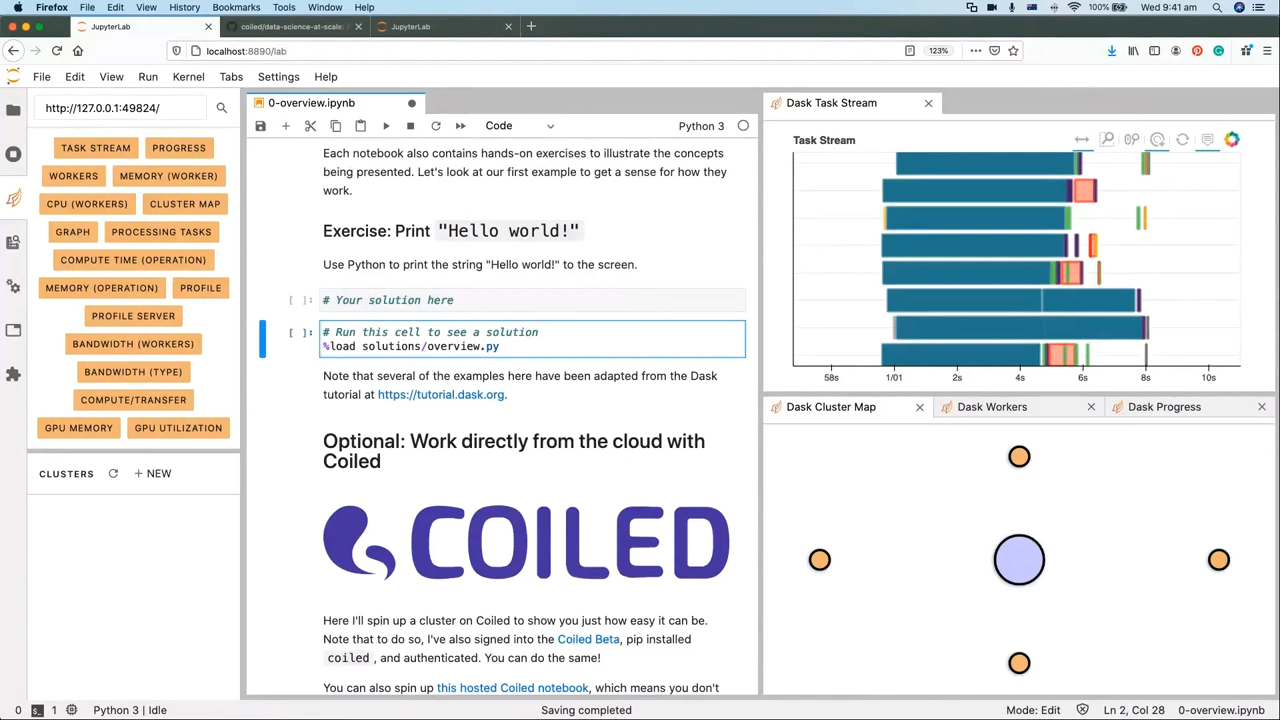 Firefox File Edit View History Bookmarks Tools Window Help 100% Wed 9:41 am
JupyterLab coiled/data-science-at-scale: JupyterLab
localhost:8890/lab 123%
File Edit View Run Kernel Tabs Settings Help
http://127.0.0.1:49824/
TASK STREAM PROGRESS
WORKERS MEMORY (WORKER)
CPU (WORKERS) CLUSTER MAP
GRAPH PROCESSING TASKS
COMPUTE TIME (OPERATION)
MEMORY (OPERATION) PROFILE
PROFILE SERVER
BANDWIDTH (WORKERS)
BANDWIDTH (TYPE)
COMPUTE/TRANSFER
GPU MEMORY GPU UTILIZATION
CLUSTERS + NEW
0-overview.ipynb
Code Python 3
Each notebook also contains hands-on exercises to illustrate the concepts
being presented. Let's look at our first example to get a sense for how they
work.
Exercise: Print "Hello world!"
Use Python to print the string "Hello world!" to the screen.
[ ]: # Your solution here
[ ]: # Run this cell to see a solution
%load solutions/overview.py
Note that several of the examples here have been adapted from the Dask
tutorial at https://tutorial.dask.org.
Optional: Work directly from the cloud with
Coiled
COILED
Here I'll spin up a cluster on Coiled to show you just how easy it can be.
Note that to do so, I've also signed into the Coiled Beta, pip installed
coiled , and authenticated. You can do the same!
You can also spin up this hosted Coiled notebook, which means you don't
Dask Task Stream
Task Stream
58s 1/01 2s 4s 6s 8s 10s
Dask Cluster Map Dask Workers Dask Progress
0 1 Python 3 | Idle Saving completed Mode: Edit Ln 2, Col 28 0-overview.ipynb